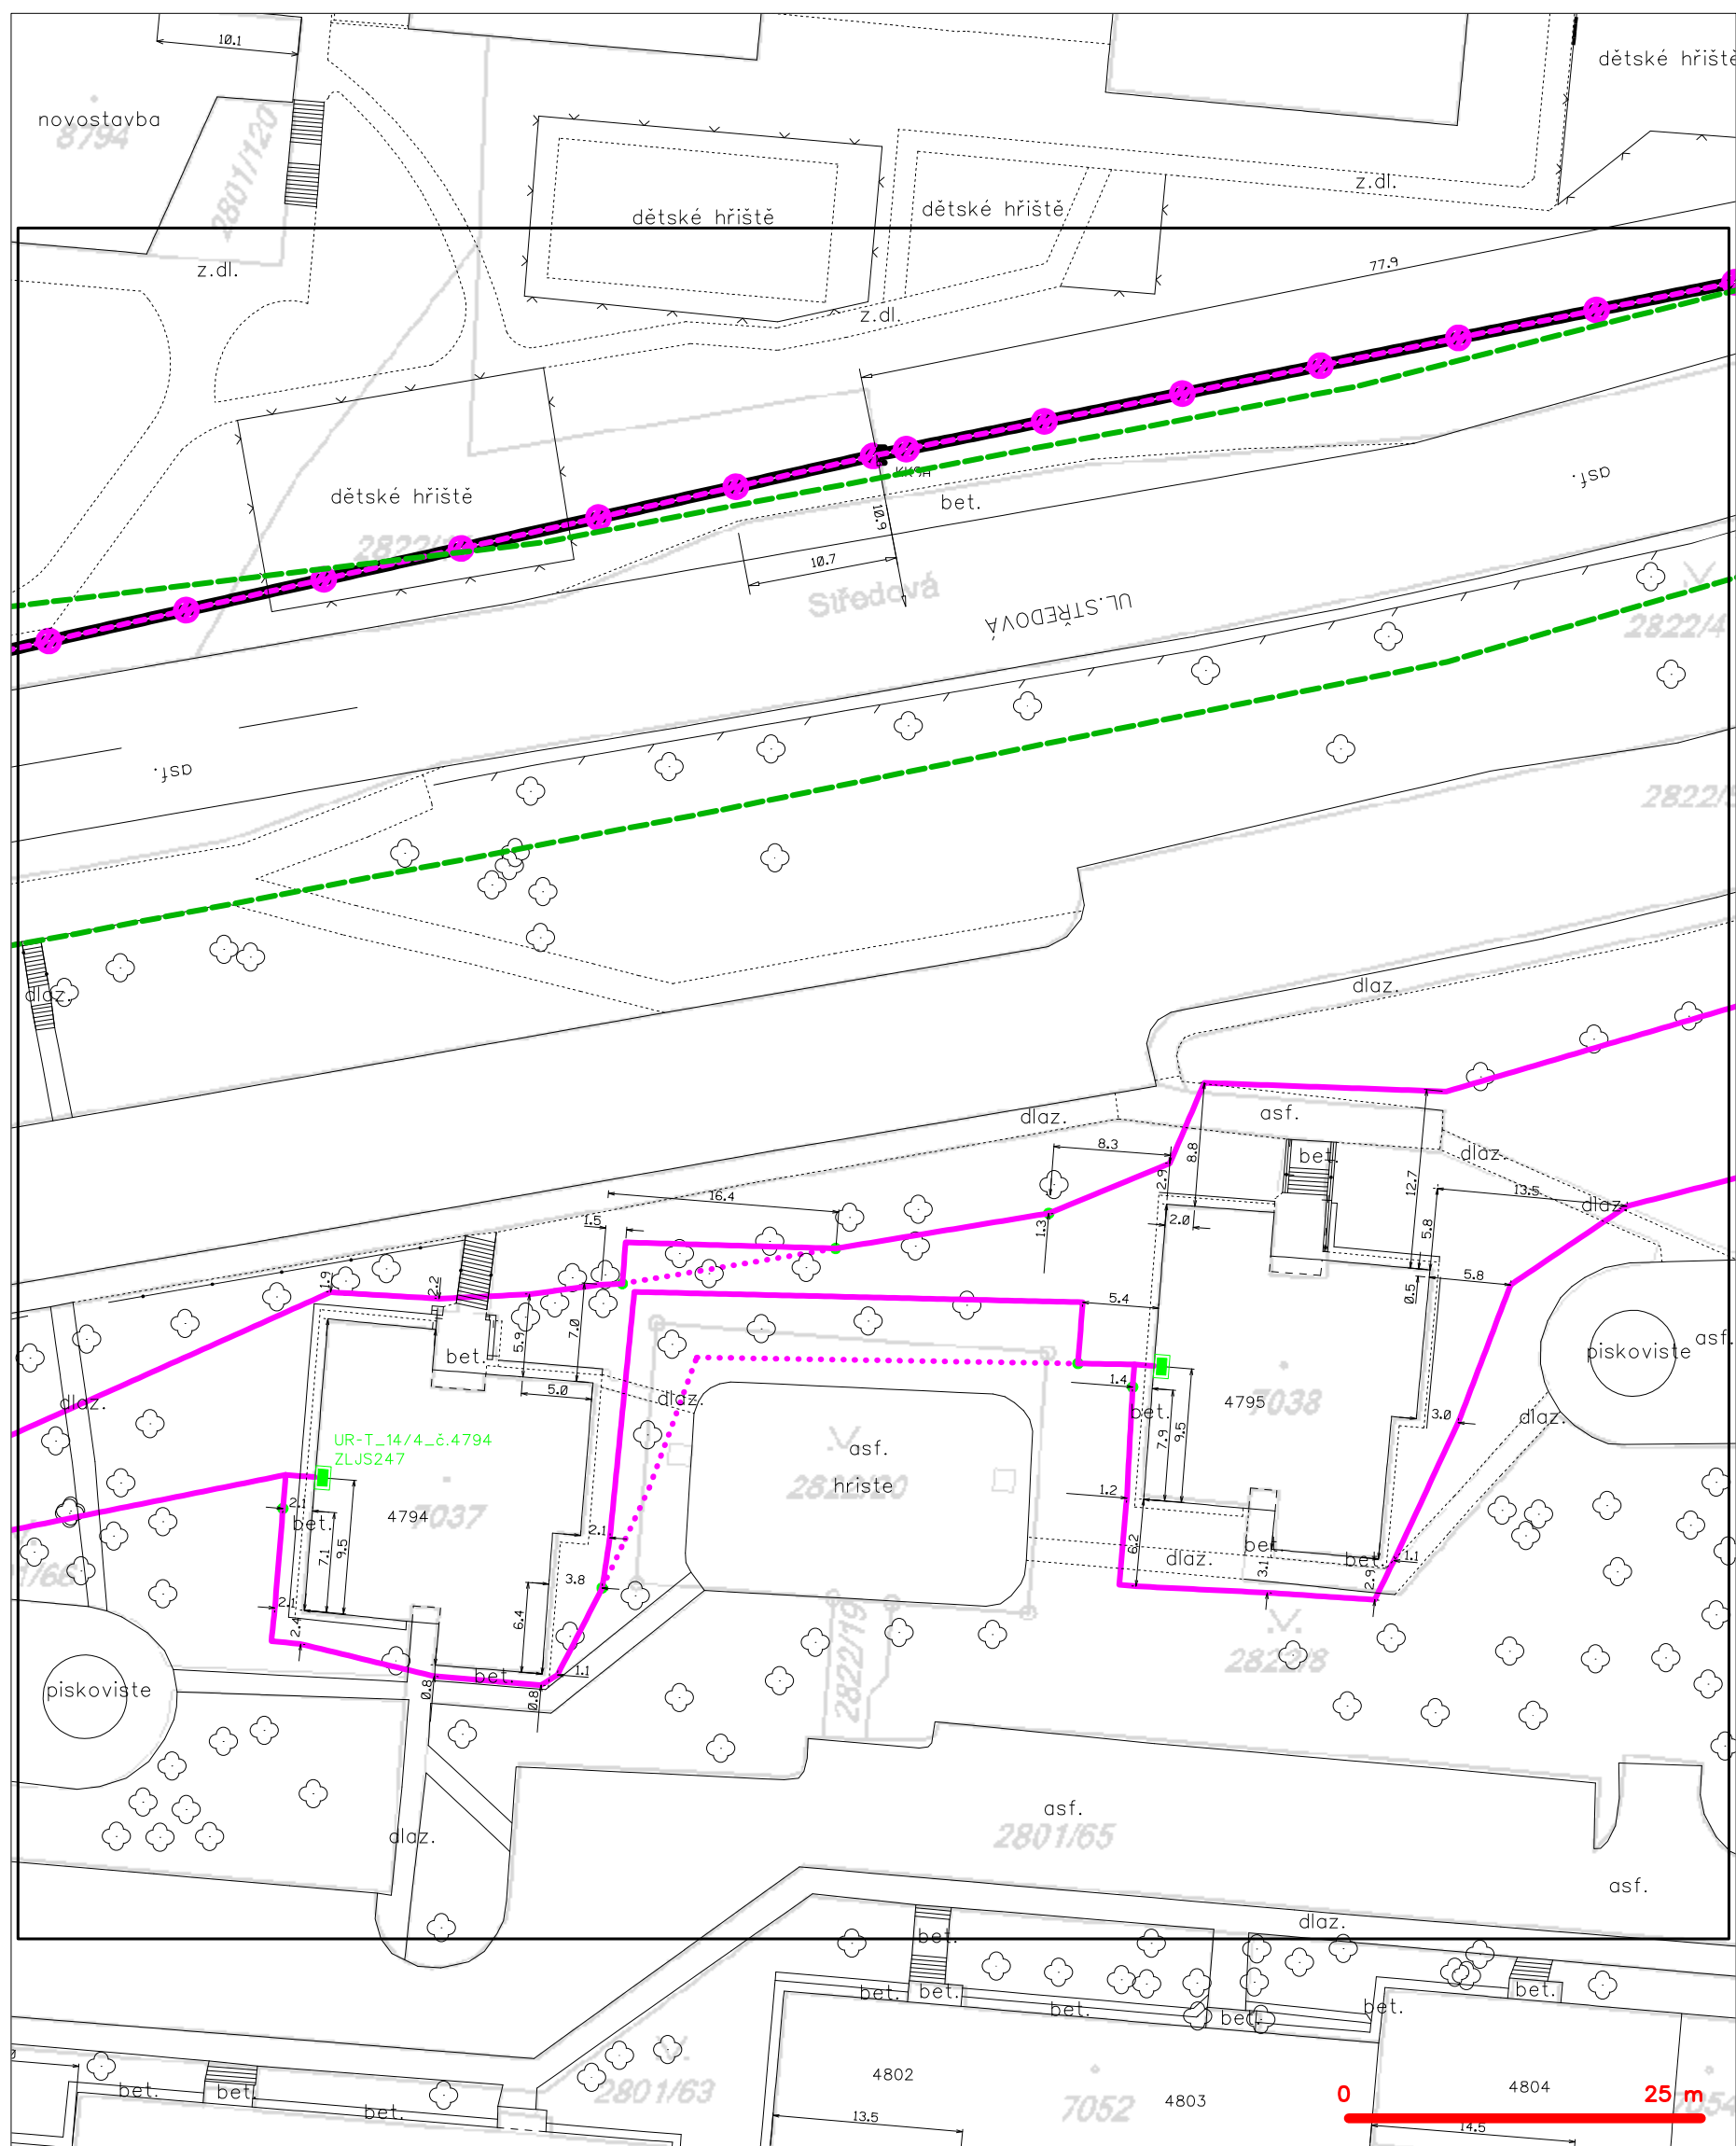 10.1
dětské hřiště
novostavba
8794
2801/120
z.dl.
dětské hřiště
dětské hřiště
z.dl.
77.9
z.dl.
dětské hřiště
KK9A
bet.
asf.
10.9
10.7
Středová
UL.STŘEDOVÁ
2822/4
asf.
dlaz.
dlaz.
dlaz.
asf.
bet.
dlaz.
8.3
8.8
2.9
12.7
13.5
dlaz.
16.4
1.5
1.3
2.0
5.8
1.9
2.2
5.9
7.0
5.4
0.5
5.8
bet.
piskoviste
asf.
dlaz.
5.0
dlaz.
1.4
bet.
4795
7038
3.0
dlaz.
7.9
9.5
UR-T_14/4_č.4794
ZLJS247
asf.
hriste
2822/20
2.1
bet.
4794
7037
7.1
9.5
2.1
1.2
6.2
dlaz.
bet.
3.1
bet.
1.1
2.9
3.8
6.4
2.1
2.4
2822/19
2822/8
piskoviste
bet.
1.1
0.8
0.8
asf.
2801/65
dlaz.
asf.
dlaz.
bet.
bet.
bet.
bet.
bet.
bet.
bet.
4802
4803
4804
7052
7054
2801/63
bet.
bet.
bet.
13.5
14.5
0
25 m